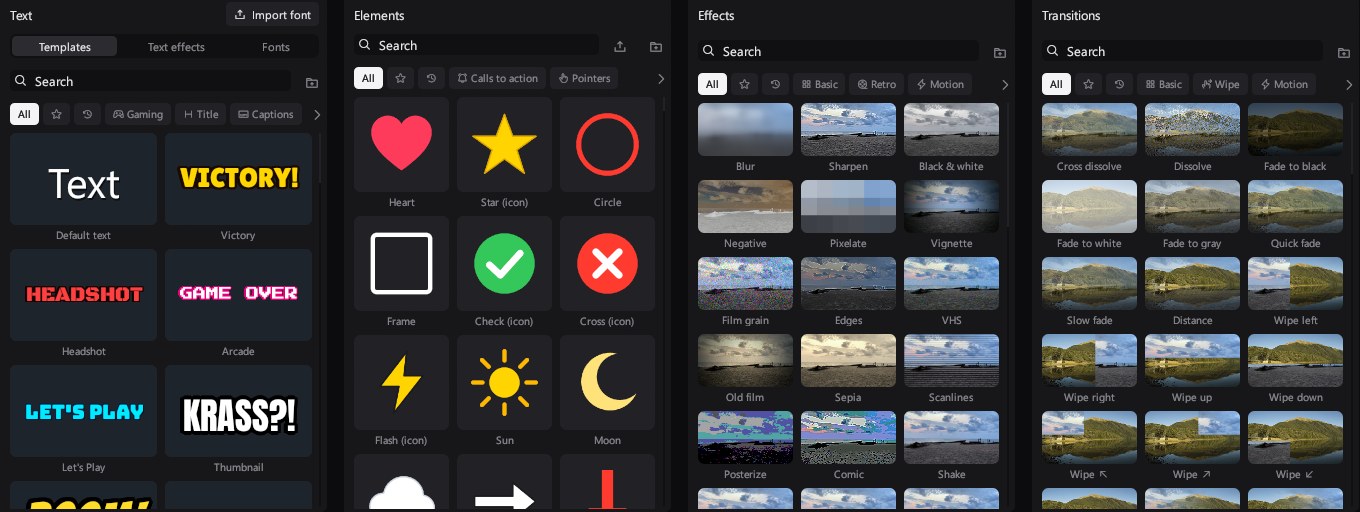 Text
Import font
Templates
Text effects
Fonts
Search
All
Gaming
Title
Captions
Text
Default text
VICTORY!
Victory
HEADSHOT
Headshot
GAME OVER
Arcade
LET'S PLAY
Let's Play
KRASS?!
Thumbnail
Elements
Search
All
Calls to action
Pointers
Heart
Star (icon)
Circle
Frame
Check (icon)
Cross (icon)
Flash (icon)
Sun
Moon
Effects
Search
All
Basic
Retro
Motion
Blur
Sharpen
Black & white
Negative
Pixelate
Vignette
Film grain
Edges
VHS
Old film
Sepia
Scanlines
Posterize
Comic
Shake
Transitions
Search
All
Basic
Wipe
Motion
Cross dissolve
Dissolve
Fade to black
Fade to white
Fade to gray
Quick fade
Slow fade
Distance
Wipe left
Wipe right
Wipe up
Wipe down
Wipe ↖
Wipe ↗
Wipe ↙